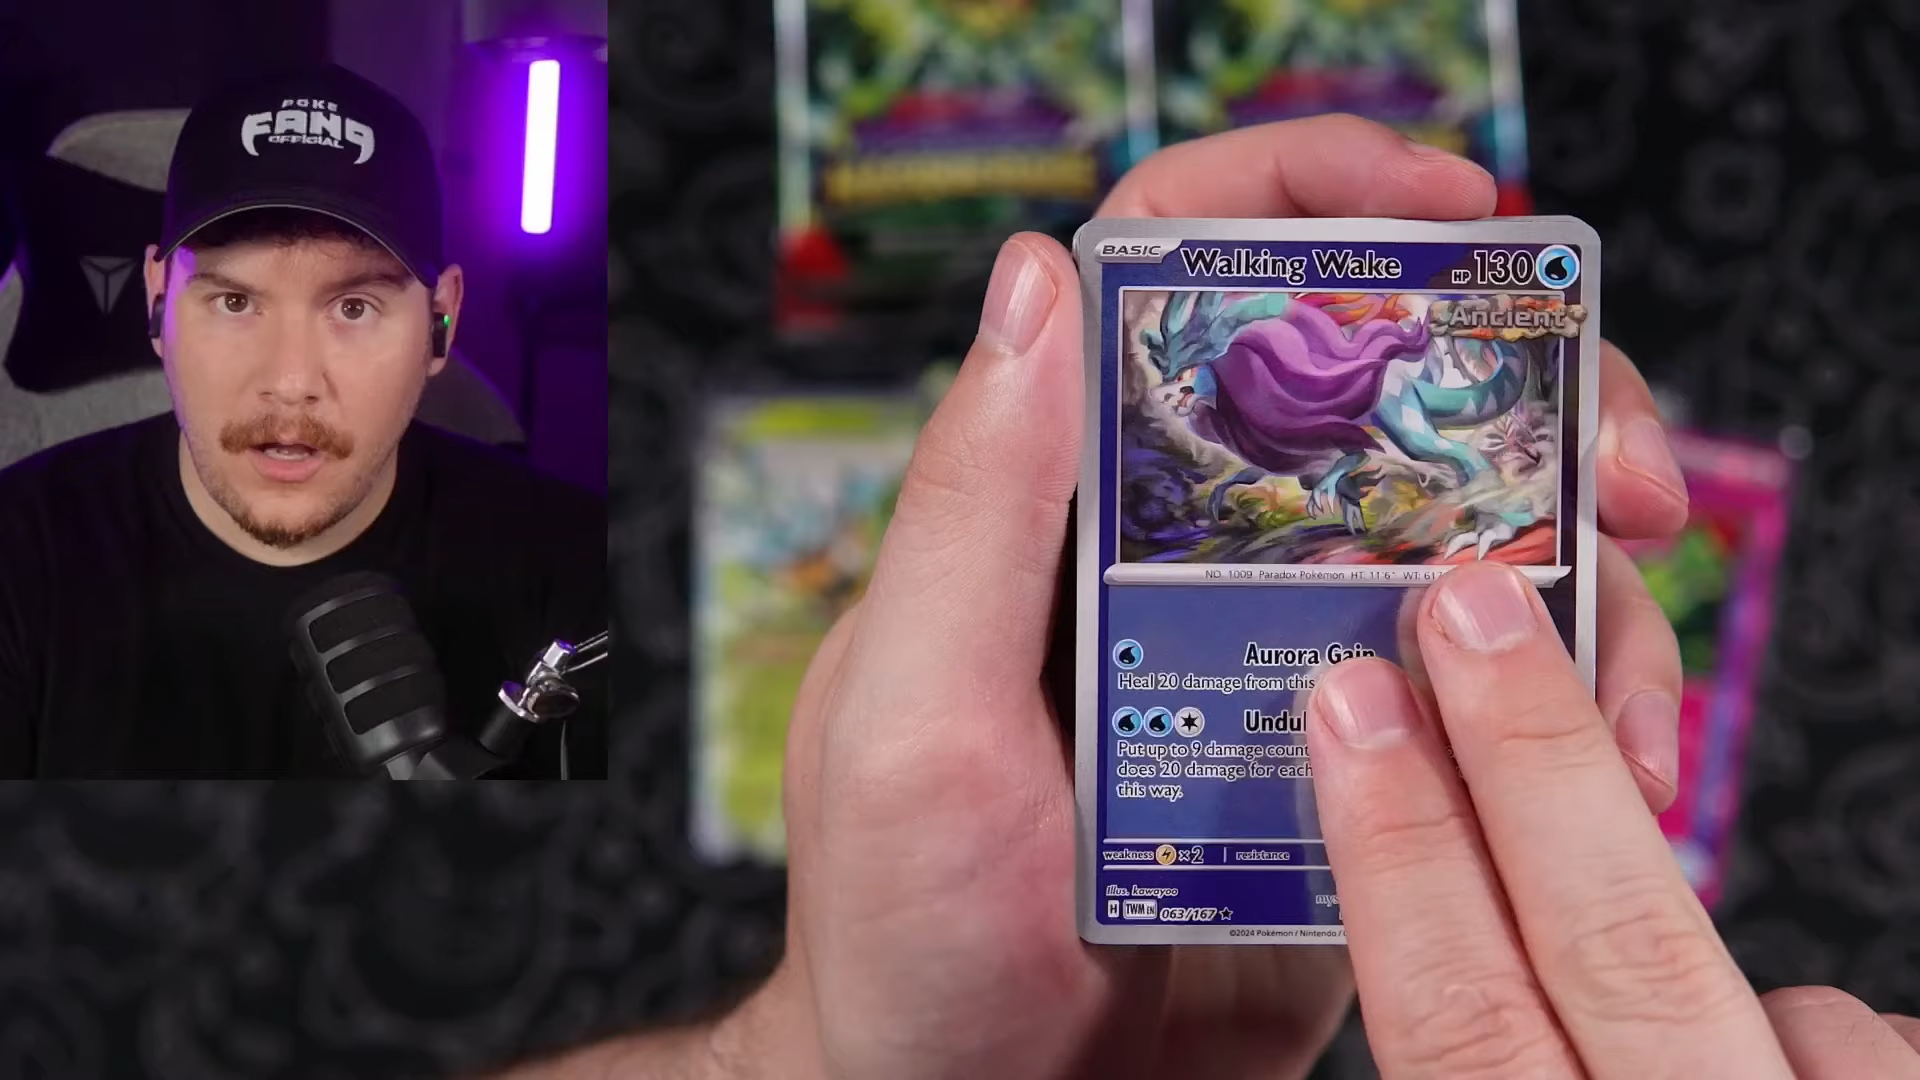 POKE
FANG
OFFICIAL
BASIC
Walking Wake
HP 130
Ancient
NO. 1009 Paradox Pokémon HT: 11'6" WT: 617
Aurora Gain
Heal 20 damage from this
Put up to 9 damage
does 20 damage for each
this way.
weakness ×2
resistance
Illus. kawayoo
H TWM EN 063/167
©2024 Pokémon / Nintendo /